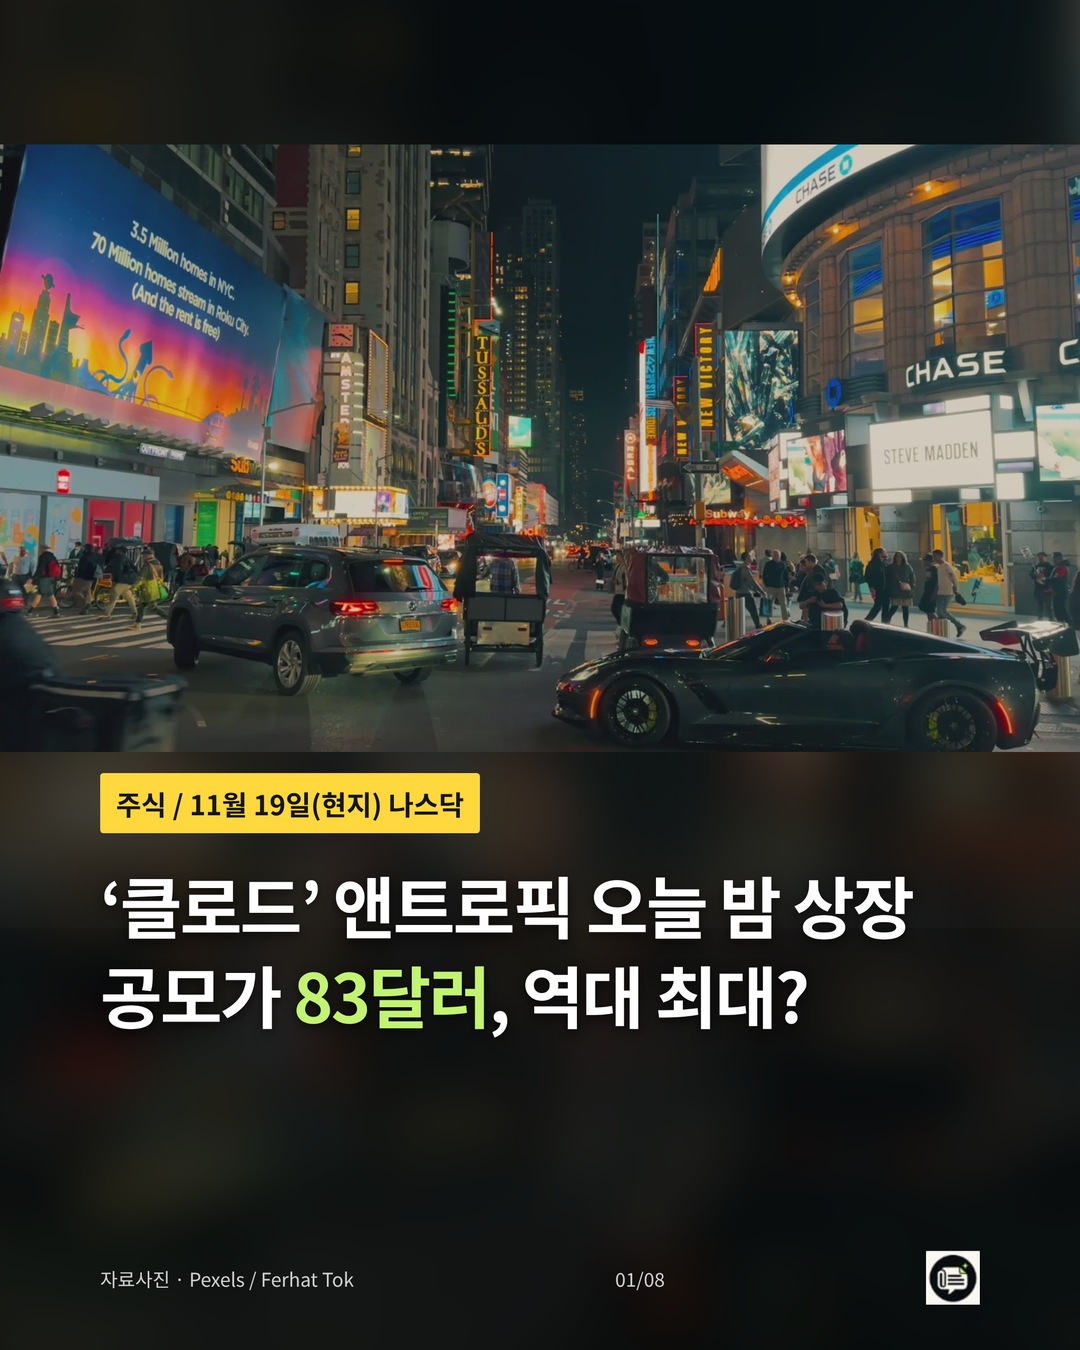 3.5 Million homes in NYC.
70 Million homes stream in Roku City.
(And the rent is free)
CHASE
CHASE
TUSSAUDS
AMSTER
NEW VICTORY
NEW
STEVE MADDEN
Subway
주식 / 11월 19일(현지) 나스닥
‘클로드’ 앤트로픽 오늘 밤 상장
공모가 83달러, 역대 최대?
자료사진 · Pexels / Ferhat Tok
01/08